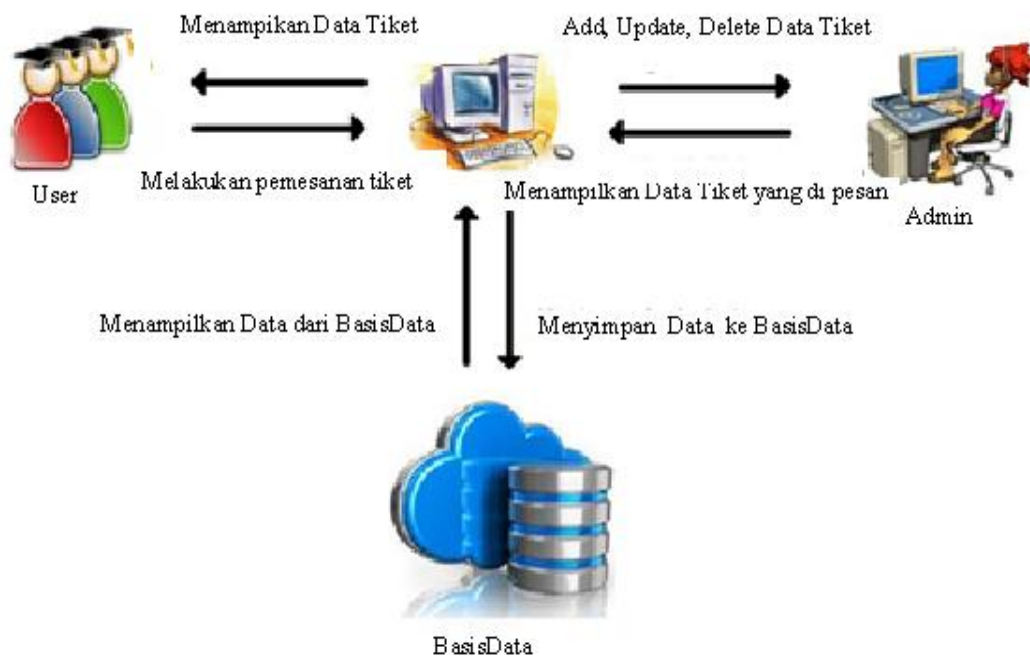 Menampikan Data Tiket
Add, Update, Delete Data Tiket
User
Melakukan pemesanan tiket
Menampilkan Data Tiket yang di pesan
Admin
Menampilkan Data dari BasisData
Menyimpan Data ke BasisData
BasisData